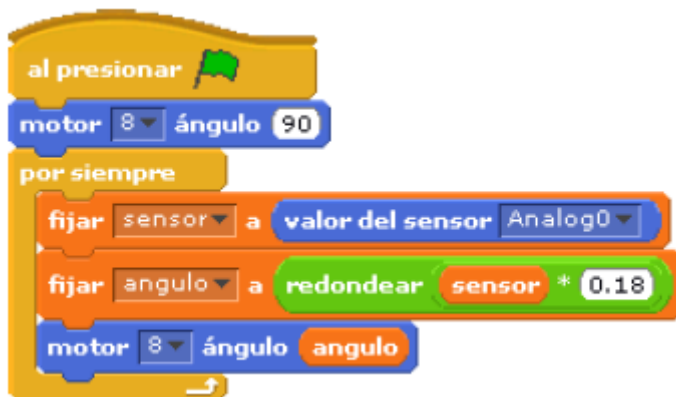 al presionar
motor 8 ángulo 90
por siempre
fijar sensor a valor del sensor Analog0
fijar angulo a redondear sensor * 0.18
motor 8 ángulo angulo